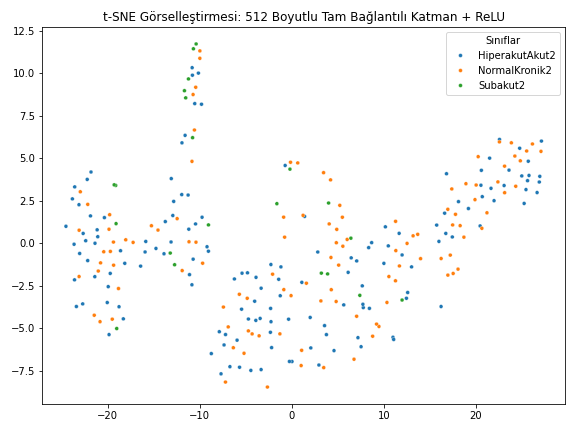 t-SNE Görselleştirmesi: 512 Boyutlu Tam Bağlantılı Katman + ReLU
Sınıflar
HiperakutAkut2
NormalKronik2
Subakut2
12.5
10.0
7.5
5.0
2.5
0.0
−2.5
−5.0
−7.5
−20
−10
0
10
20